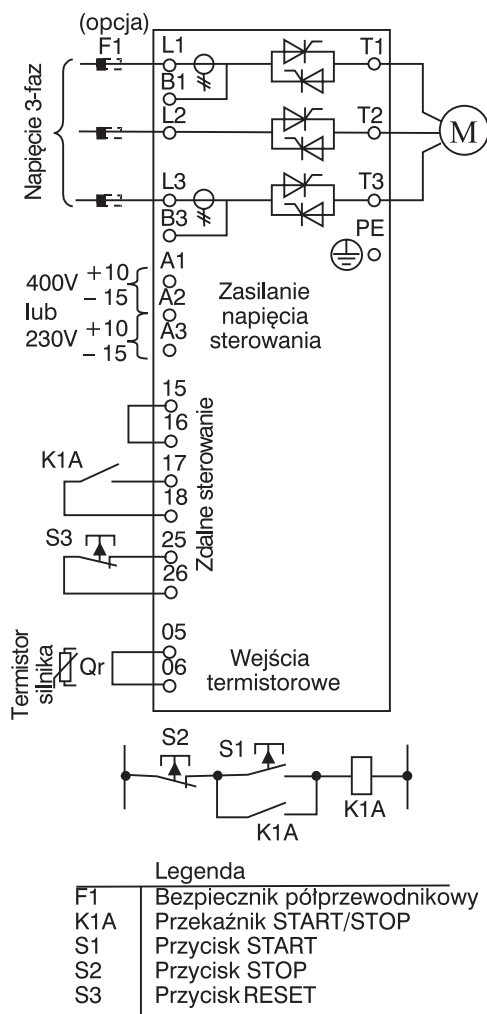 (opcja)
F1
L1
T1
B1
Napięcie 3-faz
L2
T2
M
L3
T3
B3
PE
A1
400V +10
– 15
A2
lub
230V +10
– 15
A3
Zasilanie
napięcia
sterowania
15
16
K1A
17
18
Zdalne sterowanie
S3
25
26
05
Termistor
silnika
Qr
06
Wejścia
termistorowe
S2
S1
K1A
K1A
Legenda
F1 Bezpiecznik półprzewodnikowy
K1A Przekaźnik START/STOP
S1 Przycisk START
S2 Przycisk STOP
S3 Przycisk RESET